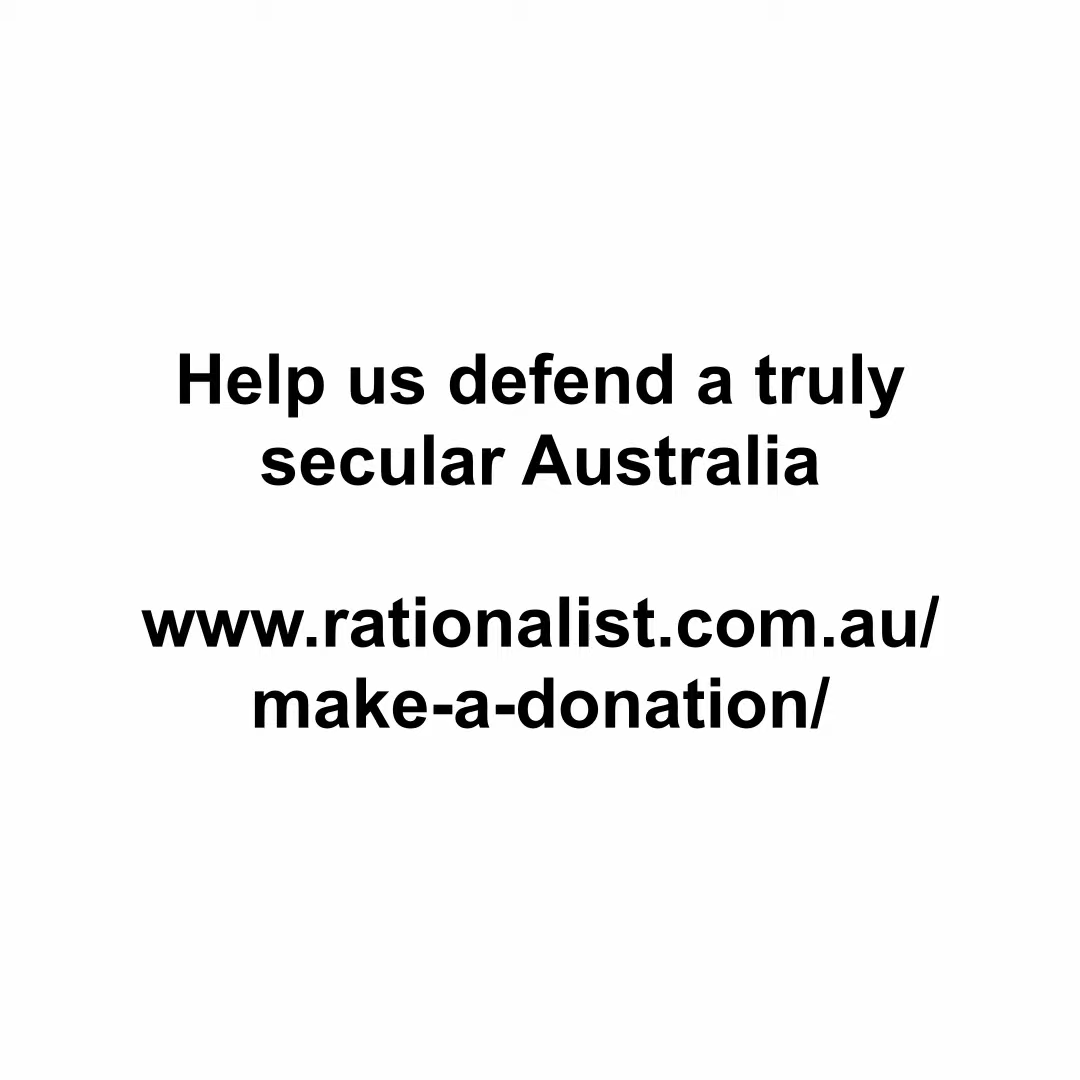 Help us defend a truly
secular Australia
www.rationalist.com.au/
make-a-donation/